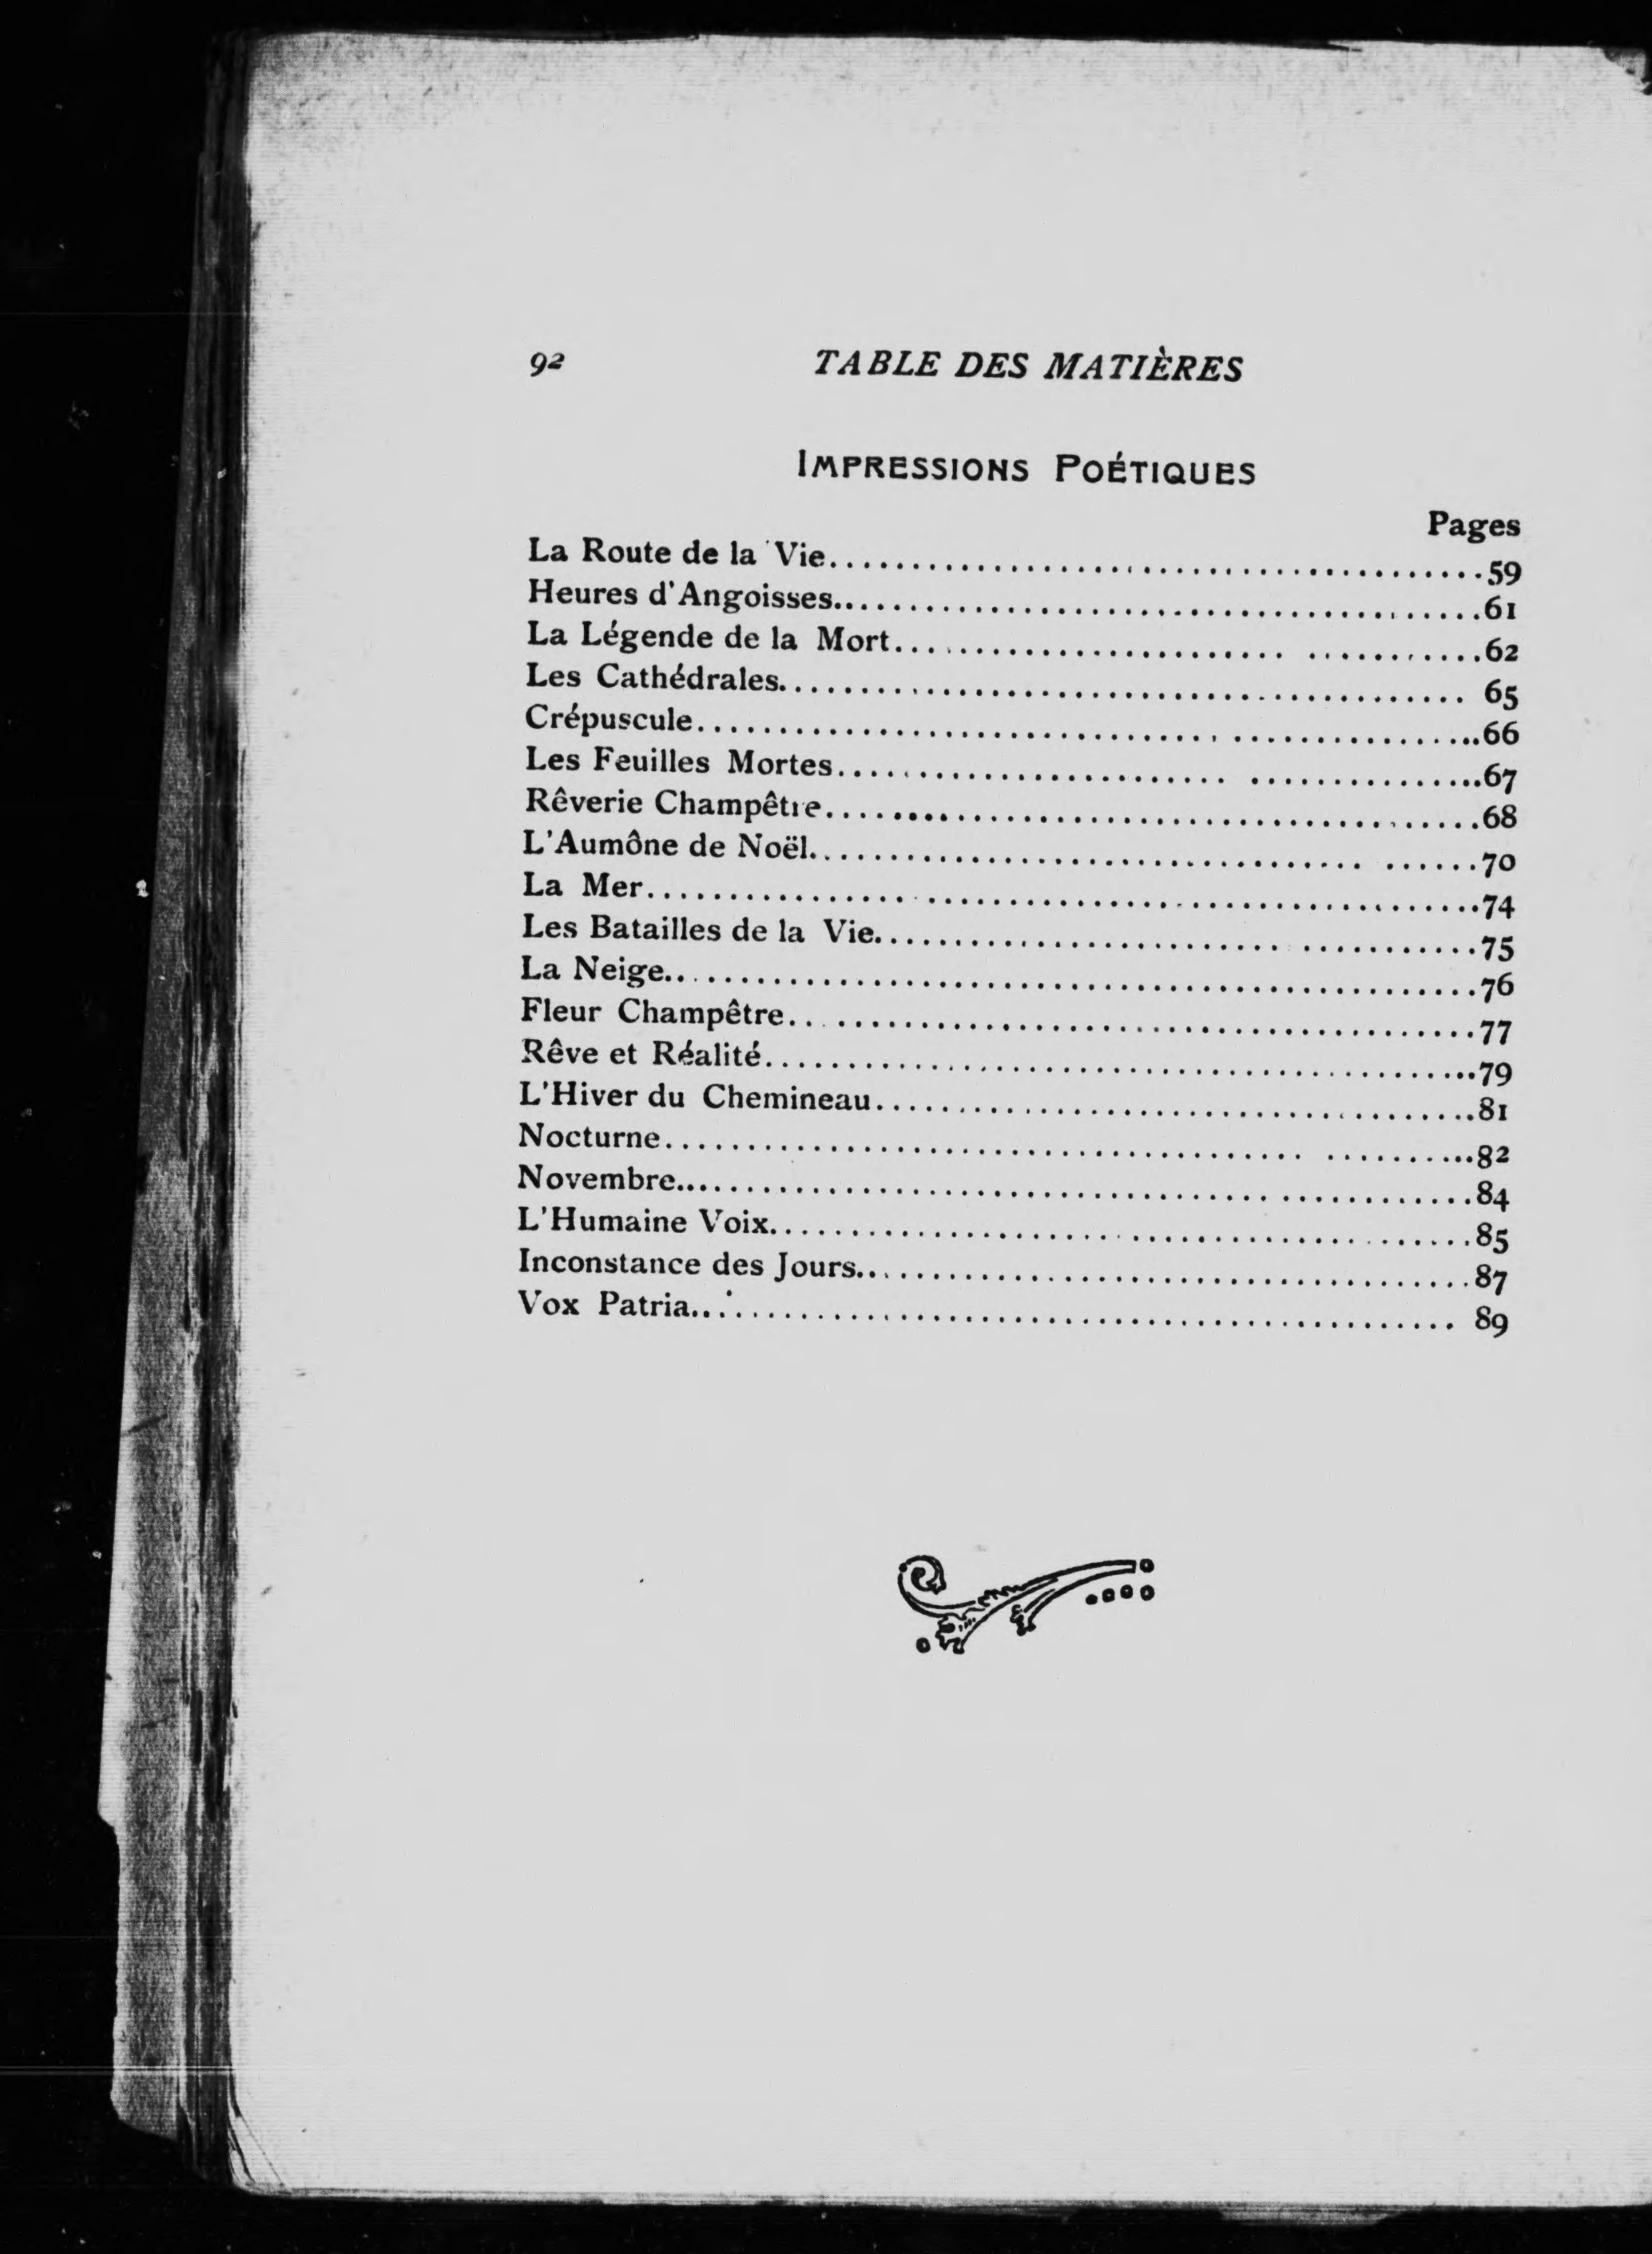 92 TABLE DES MATIÈRES
IMPRESSIONS POÉTIQUES
Pages
La Route de la Vie........................................59
Heures d'Angoisses........................................61
La Légende de la Mort........................................62
Les Cathédrales........................................ 65
Crépuscule........................................66
Les Feuilles Mortes........................................67
Rêverie Champêtre........................................68
L'Aumône de Noël........................................70
La Mer........................................74
Les Batailles de la Vie........................................75
La Neige........................................76
Fleur Champêtre........................................77
Rêve et Réalité........................................79
L'Hiver du Chemineau........................................81
Nocturne........................................82
Novembre........................................84
L'Humaine Voix........................................85
Inconstance des Jours........................................87
Vox Patria........................................ 89